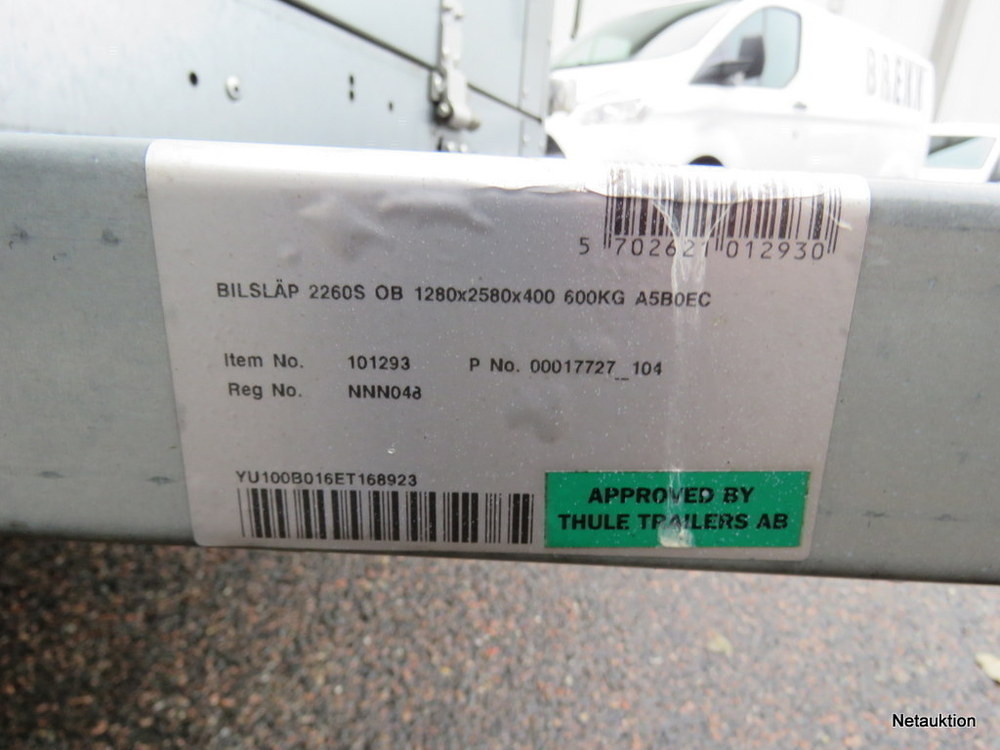 5 702621 012930
BILSLÄP 2260S OB 1280x2580x400 600KG A5B0EC
Item No. 101293 P No. 00017727_104
Reg No. NNN048
YU100B016ET168923
APPROVED BY
THULE TRAILERS AB
Netauktion